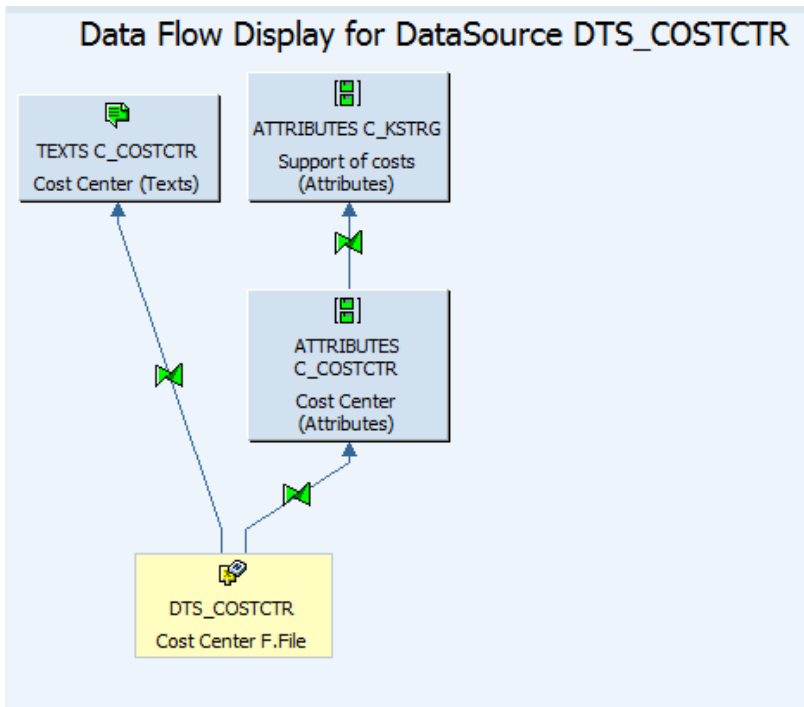 Data Flow Display for DataSource DTS_COSTCTR
TEXTS C_COSTCTR
Cost Center (Texts)
ATTRIBUTES C_KSTRG
Support of costs
(Attributes)
ATTRIBUTES
C_COSTCTR
Cost Center
(Attributes)
DTS_COSTCTR
Cost Center F.File